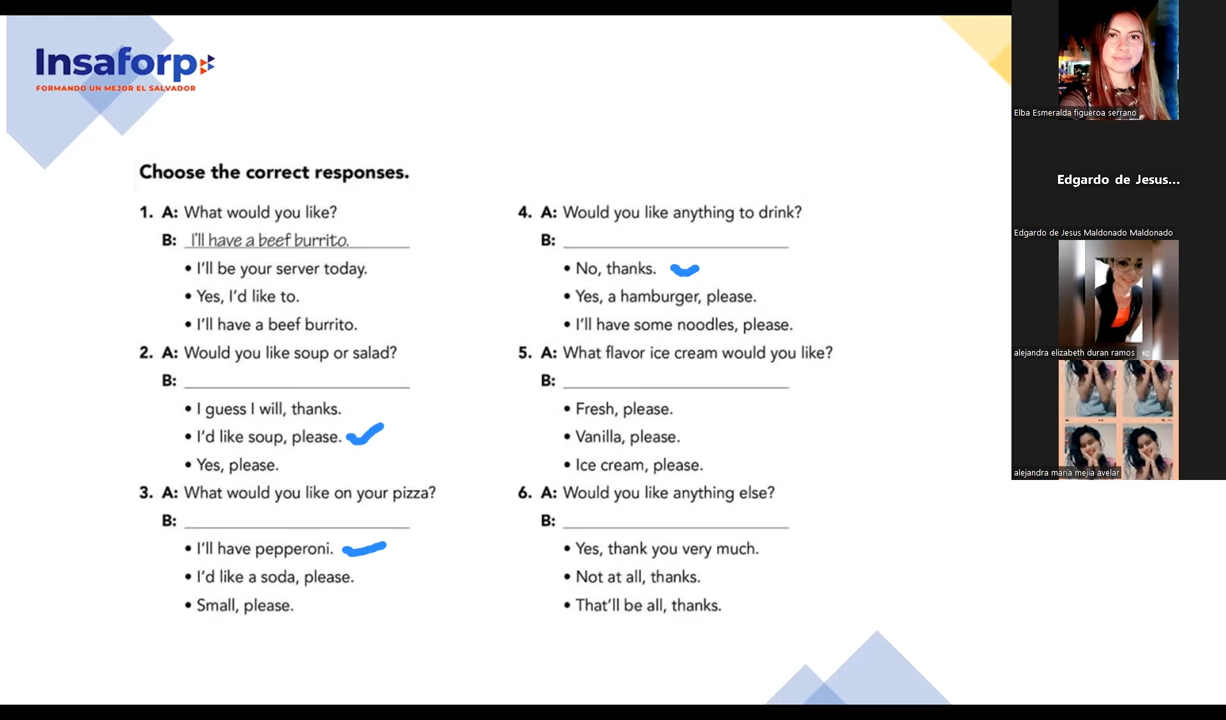 Insaforp
FORMANDO UN MEJOR EL SALVADOR
Choose the correct responses.
1. A: What would you like?
B: I'll have a beef burrito.
• I'll be your server today.
• Yes, I'd like to.
• I'll have a beef burrito.
2. A: Would you like soup or salad?
B:
• I guess I will, thanks.
• I'd like soup, please.
• Yes, please.
3. A: What would you like on your pizza?
B:
• I'll have pepperoni.
• I'd like a soda, please.
• Small, please.
4. A: Would you like anything to drink?
B:
• No, thanks.
• Yes, a hamburger, please.
• I'll have some noodles, please.
5. A: What flavor ice cream would you like?
B:
• Fresh, please.
• Vanilla, please.
• Ice cream, please.
6. A: Would you like anything else?
B:
• Yes, thank you very much.
• Not at all, thanks.
• That'll be all, thanks.
Elba Esmeralda figueroa serrano
Edgardo de Jesus...
Edgardo de Jesus Maldonado Maldonado
alejandra elizabeth duran ramos
alejandra maria mejia avelar